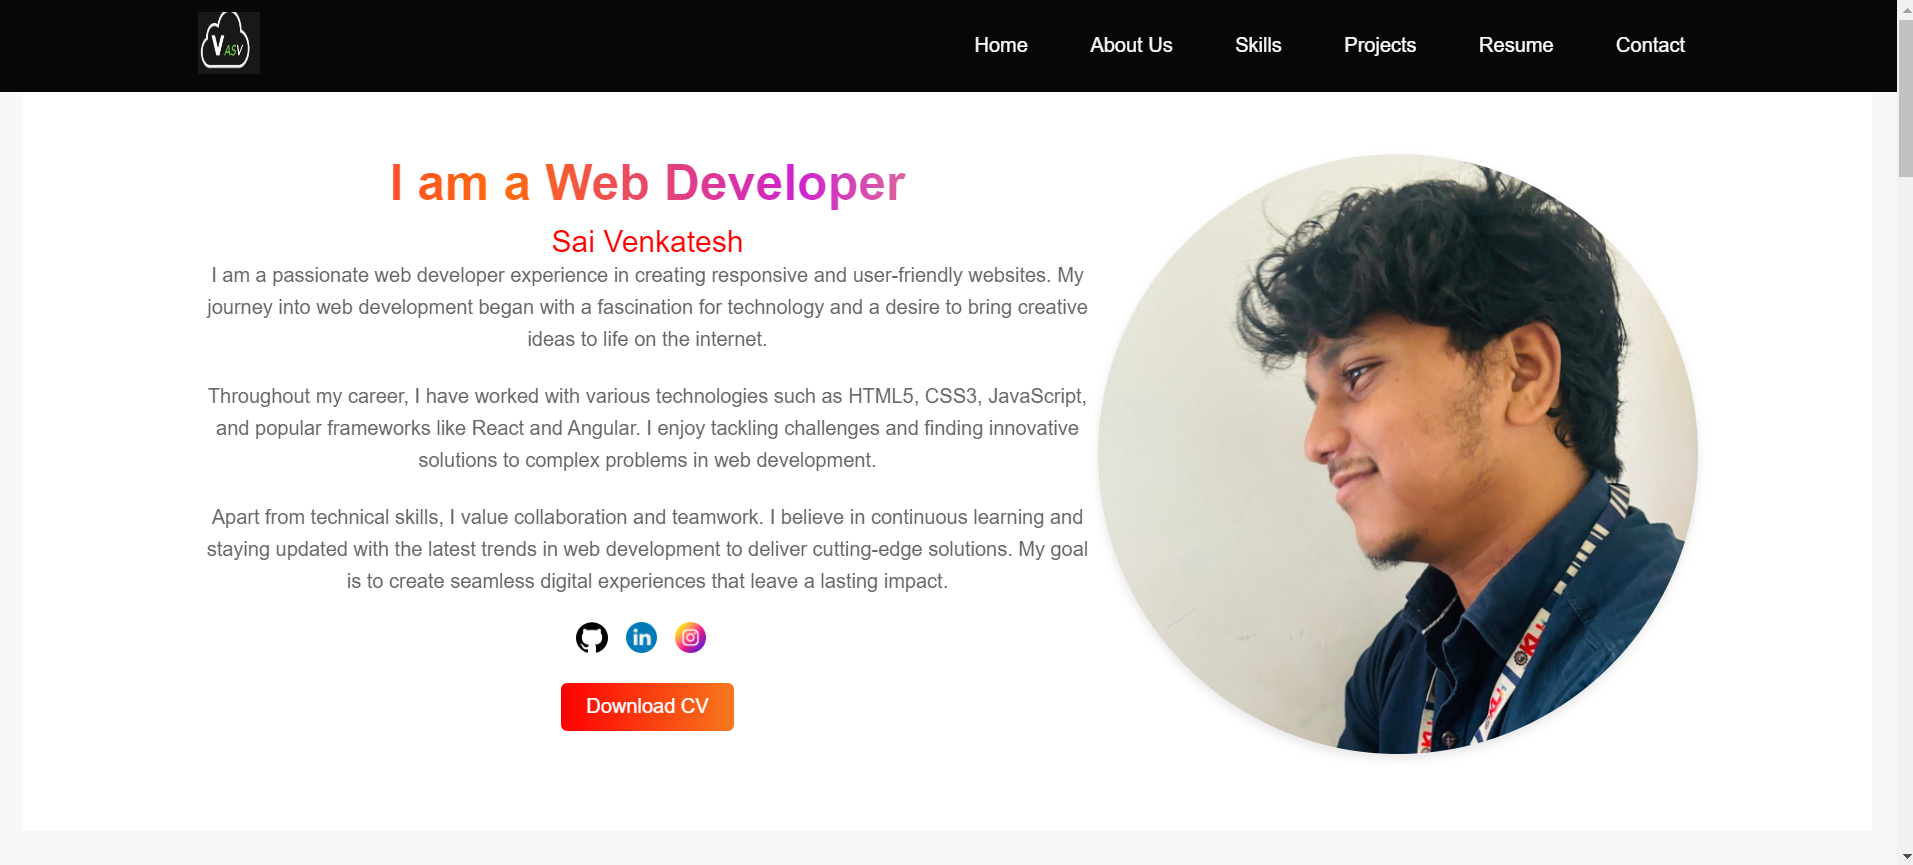 V ASV
Home About Us Skills Projects Resume Contact
I am a Web Developer
Sai Venkatesh
I am a passionate web developer experience in creating responsive and user-friendly websites. My
journey into web development began with a fascination for technology and a desire to bring creative
ideas to life on the internet.
Throughout my career, I have worked with various technologies such as HTML5, CSS3, JavaScript,
and popular frameworks like React and Angular. I enjoy tackling challenges and finding innovative
solutions to complex problems in web development.
Apart from technical skills, I value collaboration and teamwork. I believe in continuous learning and
staying updated with the latest trends in web development to deliver cutting-edge solutions. My goal
is to create seamless digital experiences that leave a lasting impact.
in
Download CV